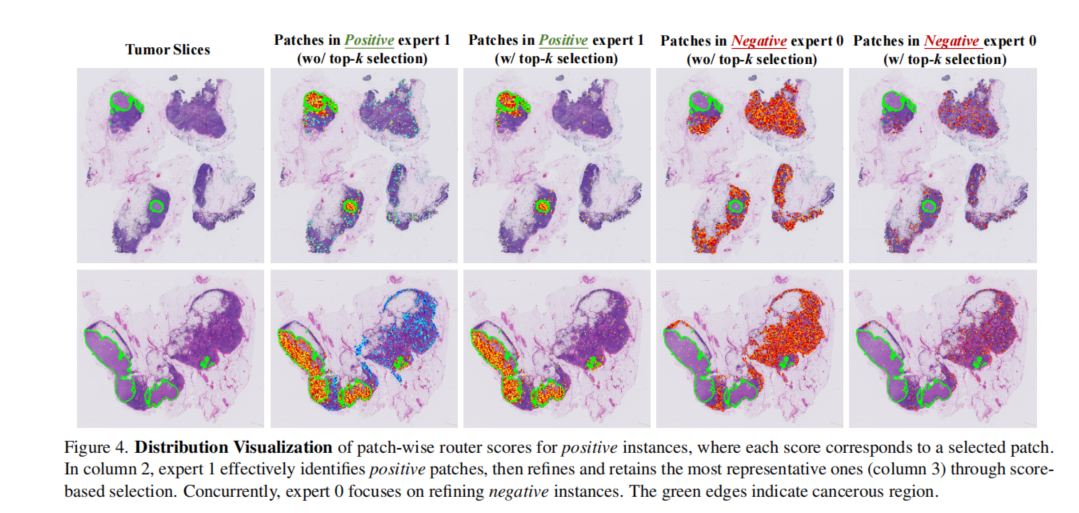 Tumor Slices
Patches in Positive expert 1
(wo/ top-k selection)
Patches in Positive expert 1
(w/ top-k selection)
Patches in Negative expert 0
(wo/ top-k selection)
Patches in Negative expert 0
(w/ top-k selection)
Figure 4. Distribution Visualization of patch-wise router scores for positive instances, where each score corresponds to a selected patch.
In column 2, expert 1 effectively identifies positive patches, then refines and retains the most representative ones (column 3) through score-
based selection. Concurrently, expert 0 focuses on refining negative instances. The green edges indicate cancerous region.